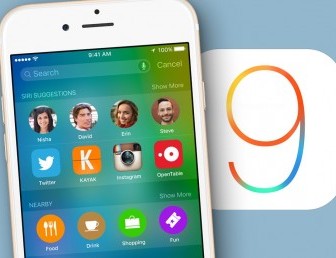 9:41 AM
Search Cancel
SIRI SUGGESTIONS Show More
Nisha David Erin Steve
Twitter KAYAK Instagram OpenTable
K
NEARBY Show More
Food Drink Shopping Fun
9